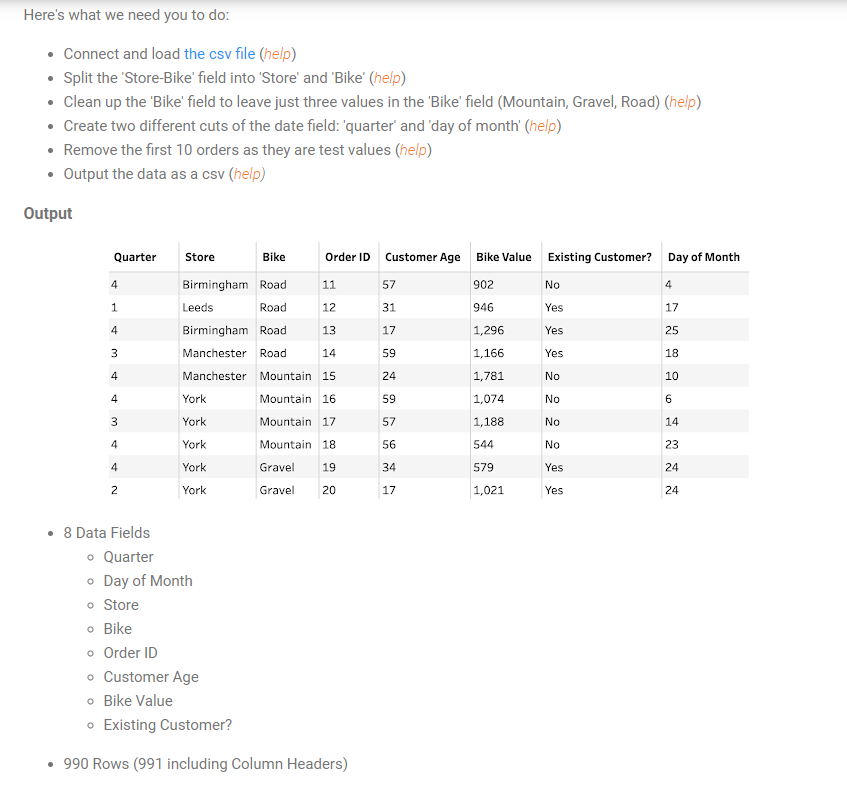 Here's what we need you to do:
Connect and load the csv file (help)
Split the 'Store-Bike' field into 'Store' and 'Bike' (help)
Clean up the 'Bike' field to leave just three values in the 'Bike' field (Mountain, Gravel, Road) (help)
Create two different cuts of the date field: 'quarter' and 'day of month' (help)
Remove the first 10 orders as they are test values (help)
Output the data as a csv (help)
Output
Quarter Store Bike Order ID Customer Age Bike Value Existing Customer? Day of Month
4 Birmingham Road 11 57 902 No 4
1 Leeds Road 12 31 946 Yes 17
4 Birmingham Road 13 17 1,296 Yes 25
3 Manchester Road 14 59 1,166 Yes 18
4 Manchester Mountain 15 24 1,781 No 10
4 York Mountain 16 59 1,074 No 6
3 York Mountain 17 57 1,188 No 14
4 York Mountain 18 56 544 No 23
4 York Gravel 19 34 579 Yes 24
2 York Gravel 20 17 1,021 Yes 24
8 Data Fields
Quarter
Day of Month
Store
Bike
Order ID
Customer Age
Bike Value
Existing Customer?
990 Rows (991 including Column Headers)